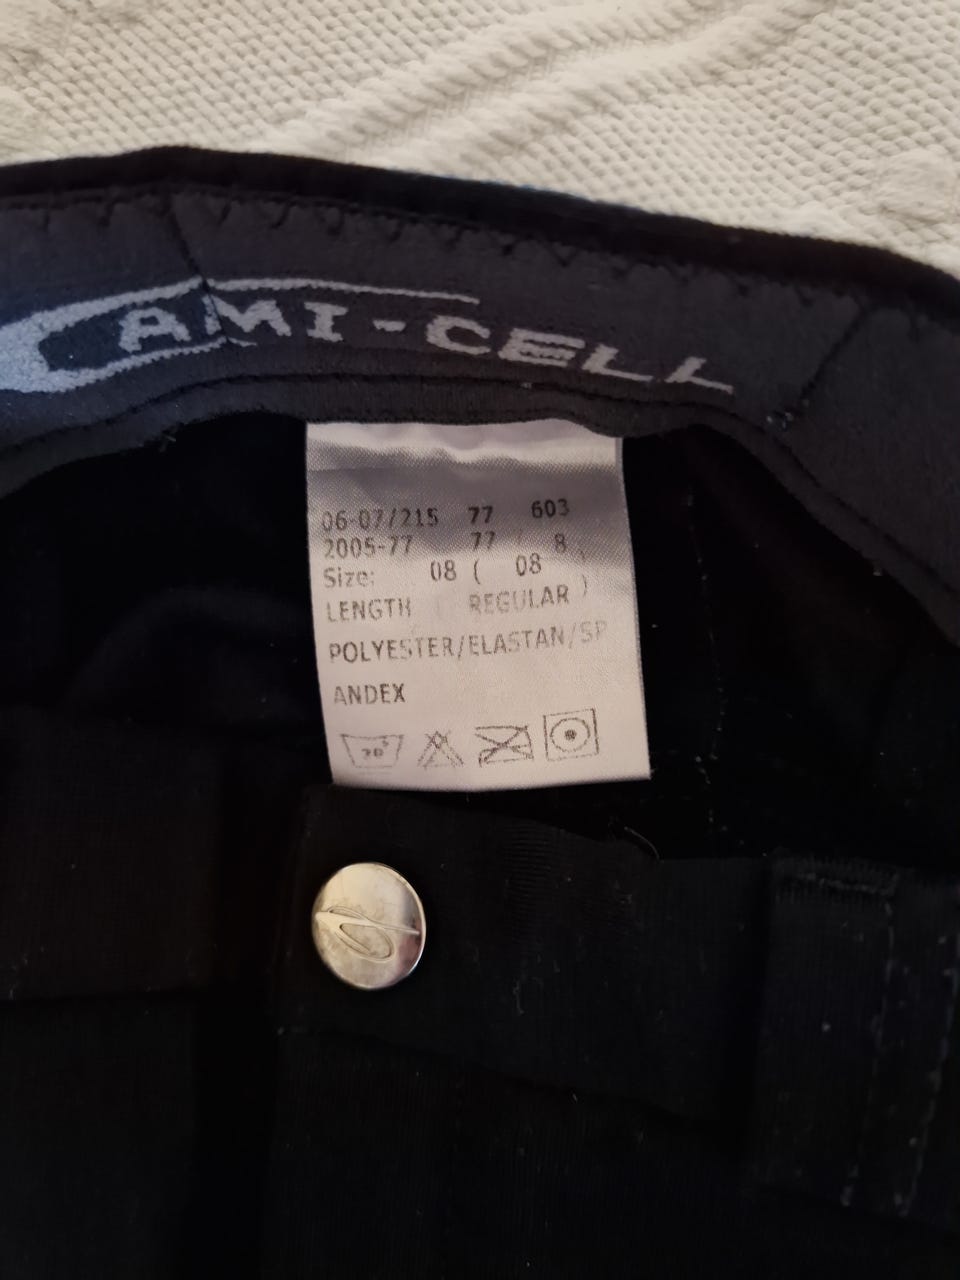 AMI-CELL
06-07/215 77 603
2005-77 77 8
Size: 08 ( 08 )
LENGTH REGULAR
POLYESTER/ELASTAN/SP
ANDEX